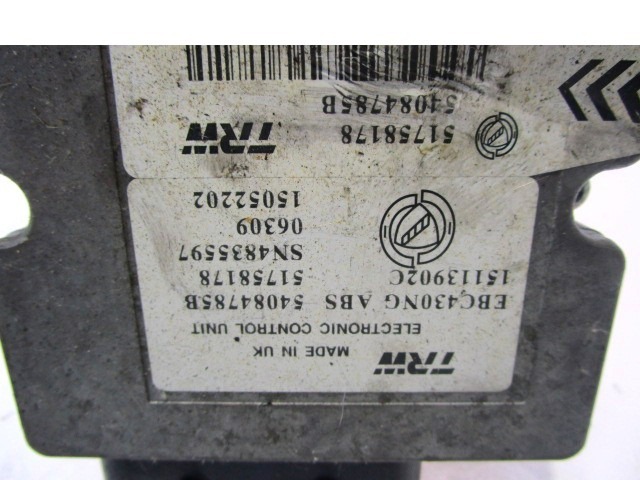 TRW MADE IN UK
ELECTRONIC CONTROL UNIT
EBC430NG ABS 54084785B
15113902C 51758178
SN4835597
06309
15052202
51758178 TRW
54084785B